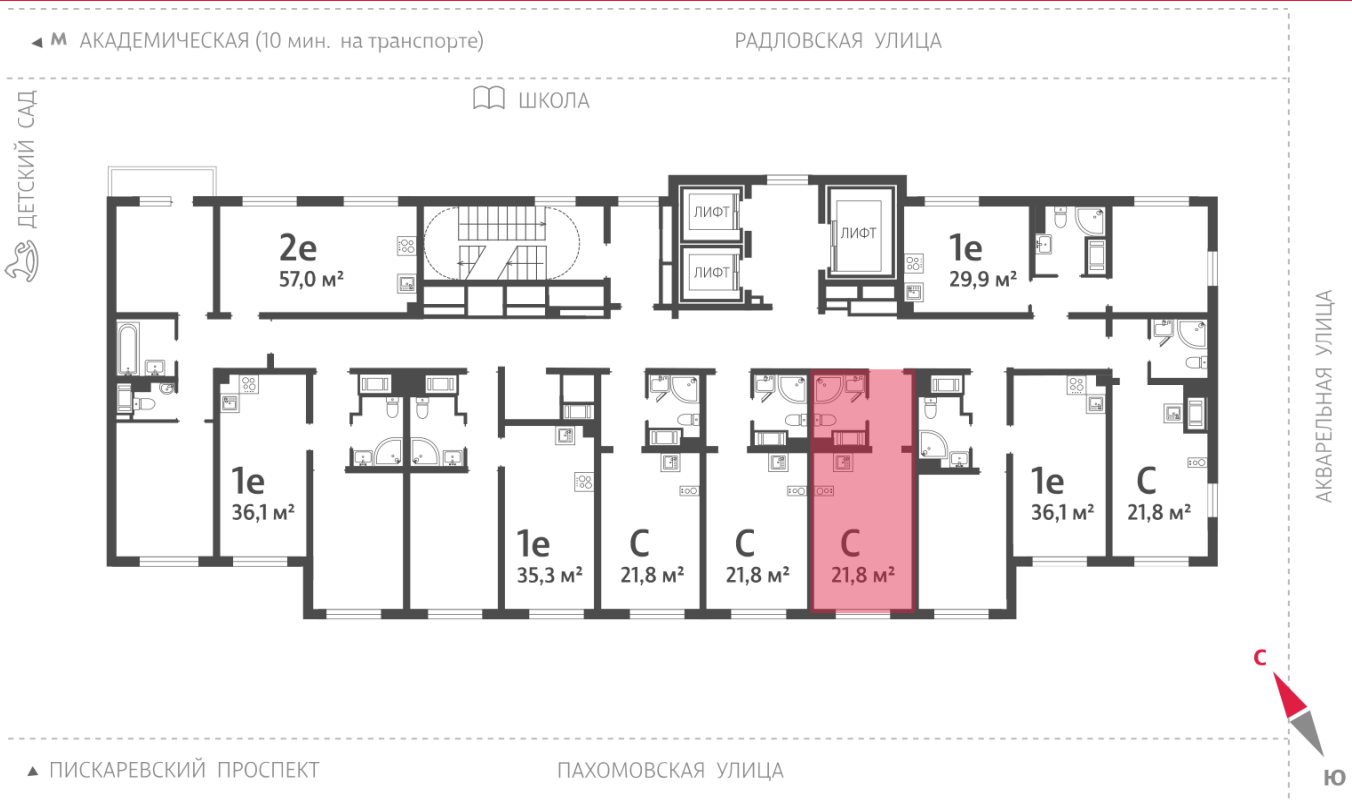 М АКАДЕМИЧЕСКАЯ (10 мин. на транспорте)
РАДЛОВСКАЯ УЛИЦА
ШКОЛА
ДЕТСКИЙ САД
ЛИФТ
ЛИФТ
ЛИФТ
2е
57,0 м²
1е
29,9 м²
АКВАРЕЛЬНАЯ УЛИЦА
1е
36,1 м²
1е
35,3 м²
С
21,8 м²
С
21,8 м²
С
21,8 м²
1е
36,1 м²
С
21,8 м²
С
Ю
ПИСКАРЕВСКИЙ ПРОСПЕКТ
ПАХОМОВСКАЯ УЛИЦА